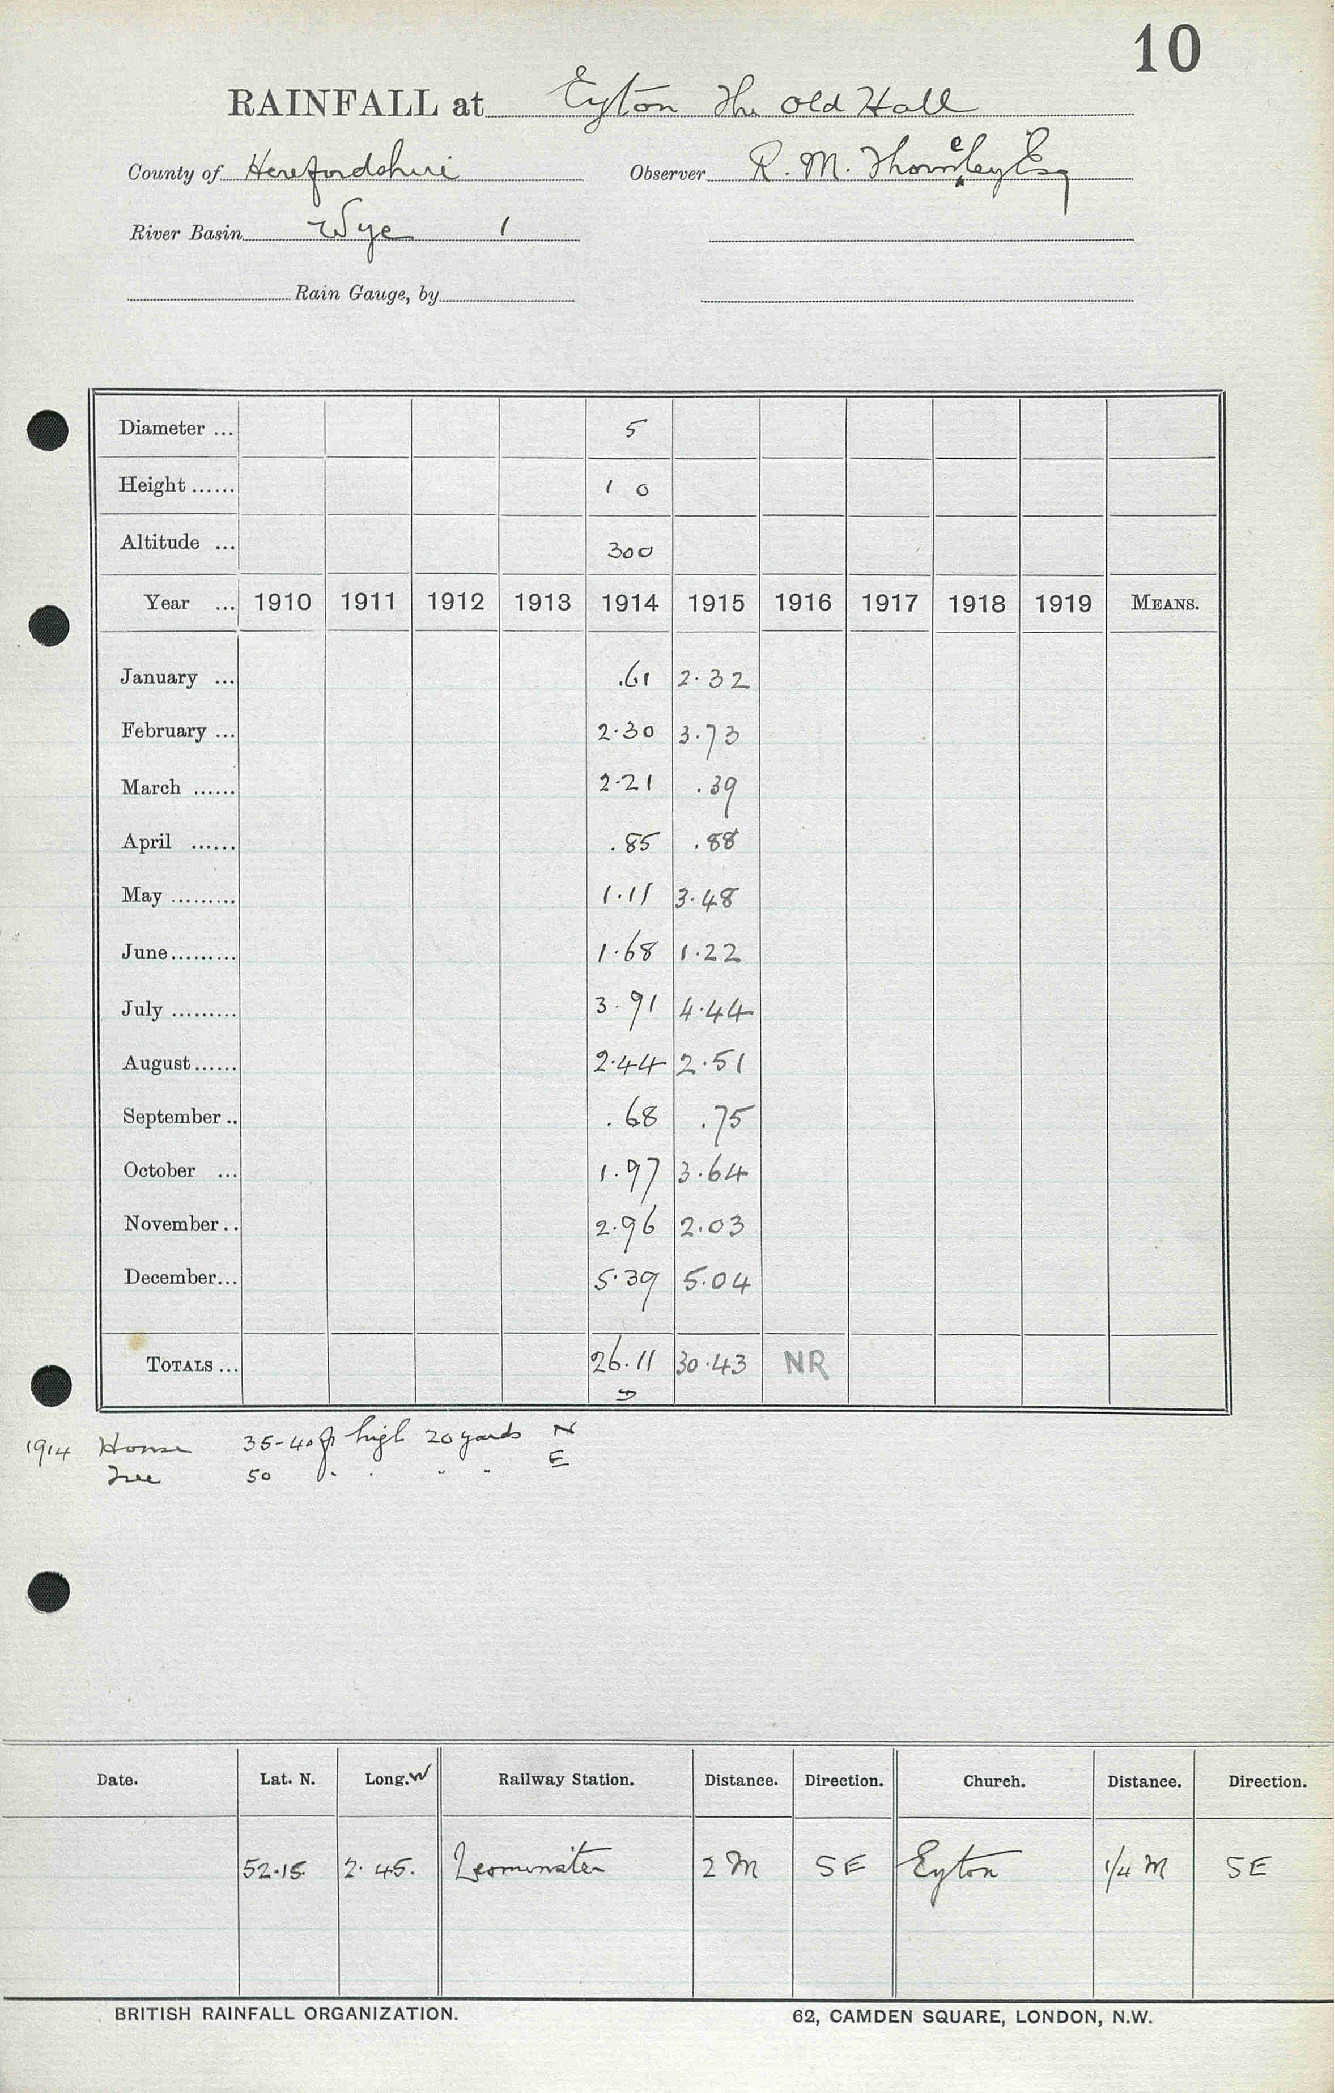 10
RAINFALL at Eyton The Old Hall
County of Herefordshire Observer R. M. Thorneley Esq
River Basin Wye 1
Rain Gauge, by
Diameter ... 5
Height ...... 1 0
Altitude ... 300
Year ... 1910 1911 1912 1913 1914 1915 1916 1917 1918 1919 MEANS.
January ... .61 2.32
February ... 2.30 3.73
March ...... 2.21 .39
April ...... .85 .88
May ......... 1.11 3.48
June......... 1.68 1.22
July ......... 3.91 4.44
August...... 2.44 2.51
September .. .68 .75
October ... 1.97 3.64
November.. 2.96 2.03
December... 5.39 5.04
TOTALS ... 26.11 30.43 NR
1914 House 35-40 ft high 20 yards N
Tree 50 " " " " E
Date. Lat. N. Long. W Railway Station. Distance. Direction. Church. Distance. Direction.
52.15 2.45. Leominster 2 M SE Eyton 1/4 M SE
BRITISH RAINFALL ORGANIZATION. 62, CAMDEN SQUARE, LONDON, N.W.